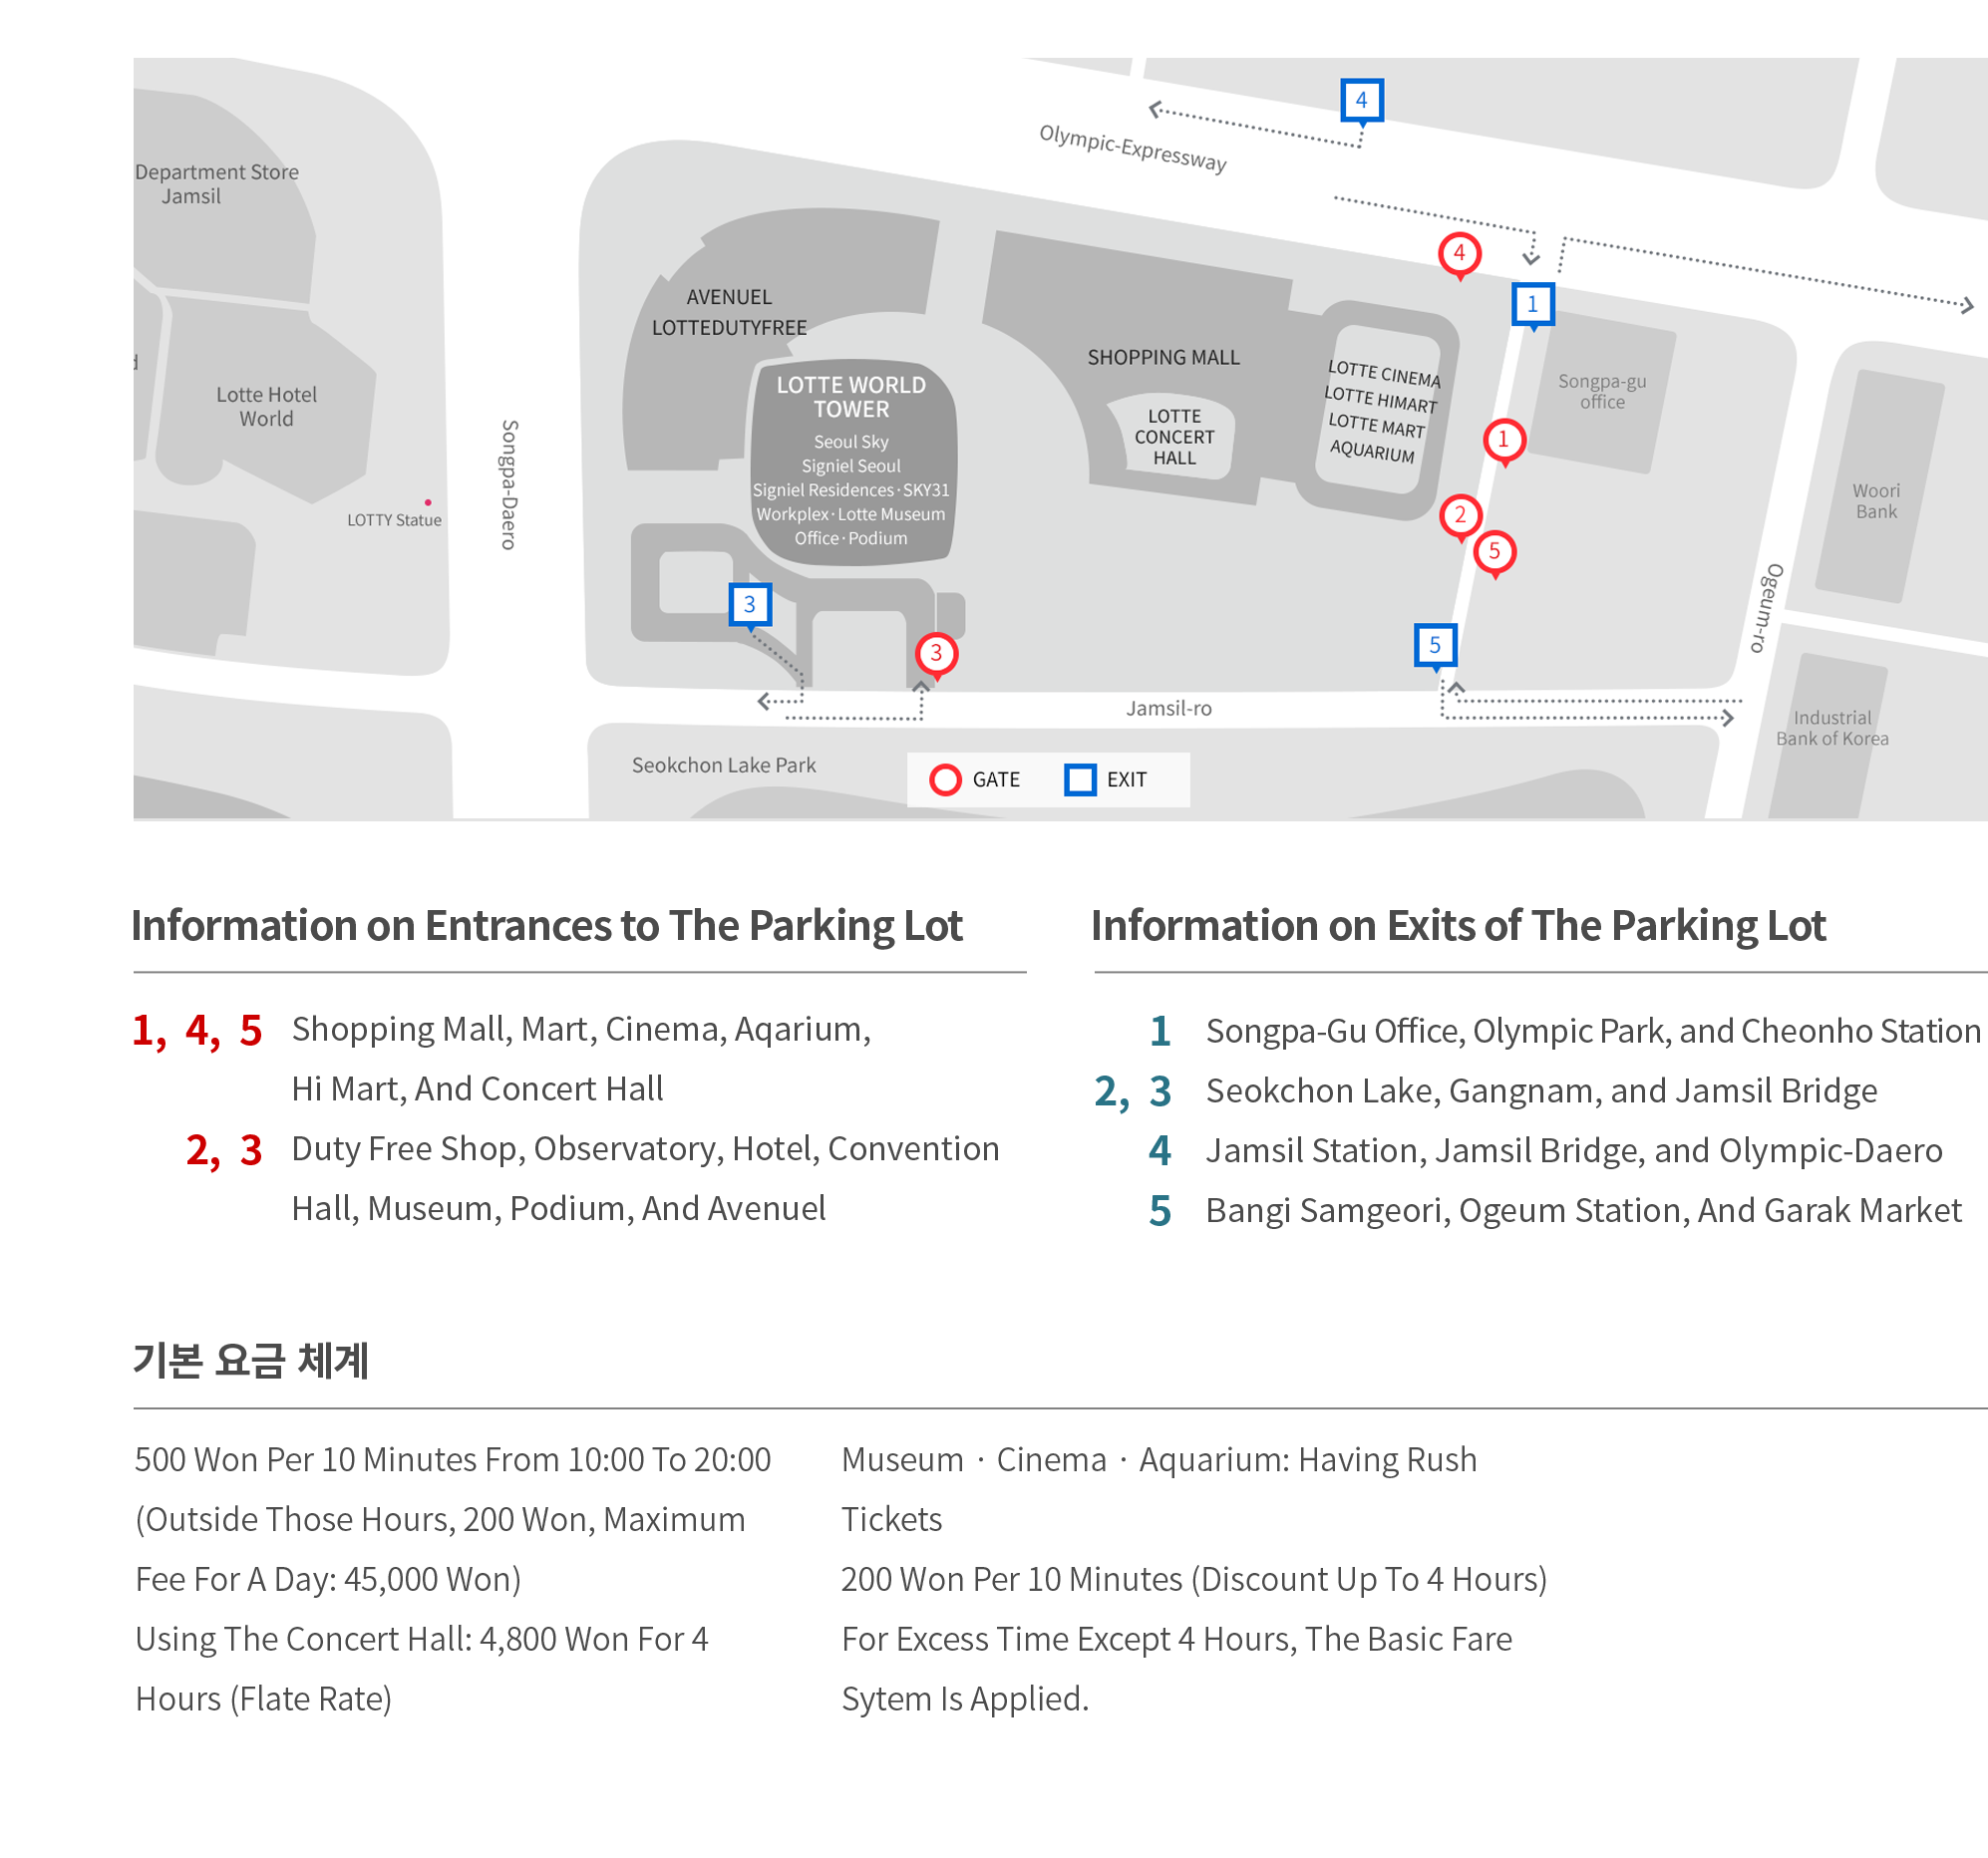 4
Olympic-Expressway
Department Store
Jamsil
4
1
AVENUEL
LOTTEDUTYFREE
SHOPPING MALL
LOTTE CINEMA
LOTTE HIMART
LOTTE MART
AQUARIUM
Songpa-gu
office
LOTTE WORLD
TOWER
Seoul Sky
Signiel Seoul
Signiel Residences·SKY31
Workplex·Lotte Museum
Office·Podium
LOTTE
CONCERT
HALL
Lotte Hotel
World
d
1
Songpa-Daero
LOTTY Statue
2
5
Woori
Bank
3
Ogeum-ro
5
3
Jamsil-ro
Industrial
Bank of Korea
Seokchon Lake Park
GATE
EXIT
Information on Entrances to The Parking Lot
1, 4, 5 Shopping Mall, Mart, Cinema, Aqarium,
Hi Mart, And Concert Hall
2, 3 Duty Free Shop, Observatory, Hotel, Convention
Hall, Museum, Podium, And Avenuel
Information on Exits of The Parking Lot
1 Songpa-Gu Office, Olympic Park, and Cheonho Station
2, 3 Seokchon Lake, Gangnam, and Jamsil Bridge
4 Jamsil Station, Jamsil Bridge, and Olympic-Daero
5 Bangi Samgeori, Ogeum Station, And Garak Market
기본 요금 체계
500 Won Per 10 Minutes From 10:00 To 20:00
(Outside Those Hours, 200 Won, Maximum
Fee For A Day: 45,000 Won)
Using The Concert Hall: 4,800 Won For 4
Hours (Flate Rate)
Museum · Cinema · Aquarium: Having Rush
Tickets
200 Won Per 10 Minutes (Discount Up To 4 Hours)
For Excess Time Except 4 Hours, The Basic Fare
Sytem Is Applied.